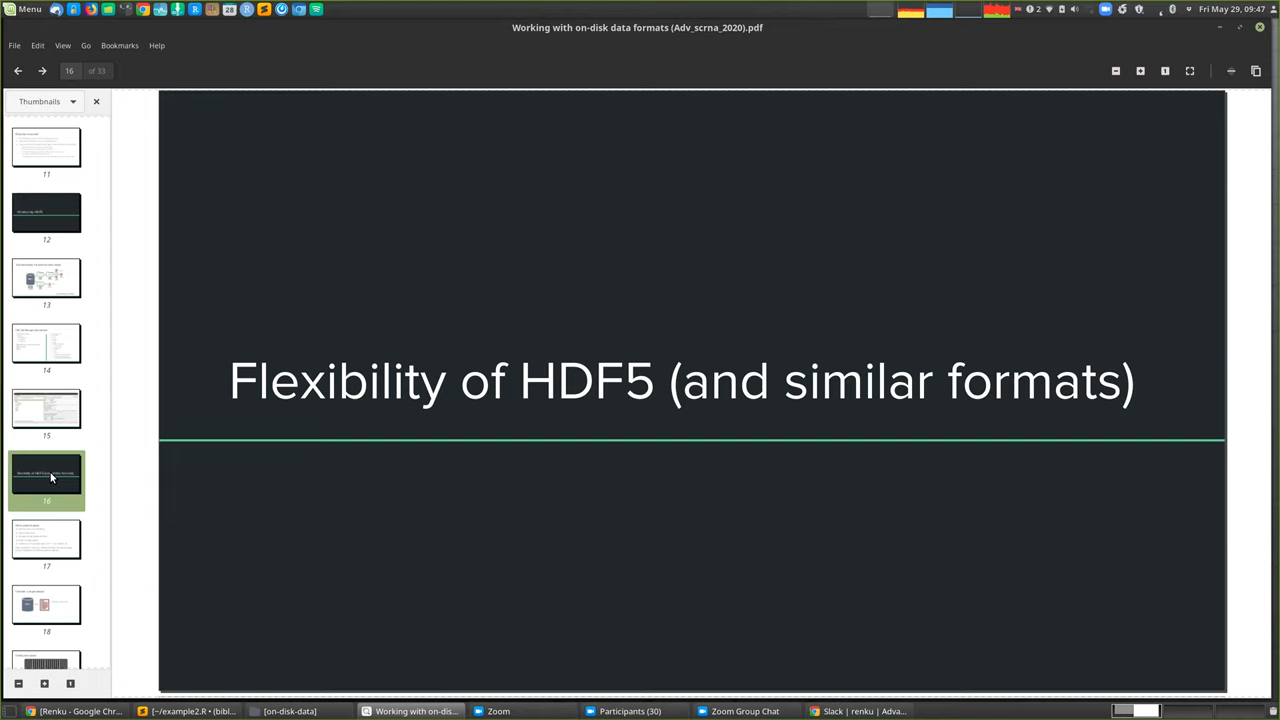 Menu
28
2
Fri May 29, 09:47
Working with on-disk data formats (Adv_scrna_2020).pdf
File Edit View Go Bookmarks Help
16 of 33
Thumbnails
11
12
13
14
15
16
17
18
Flexibility of HDF5 (and similar formats)
[Renku - Google Chro...
[~/example2.R • (bibl...
[on-disk-data]
Working with on-dis...
Zoom
Participants (30)
Zoom Group Chat
Slack | renku | Adva...